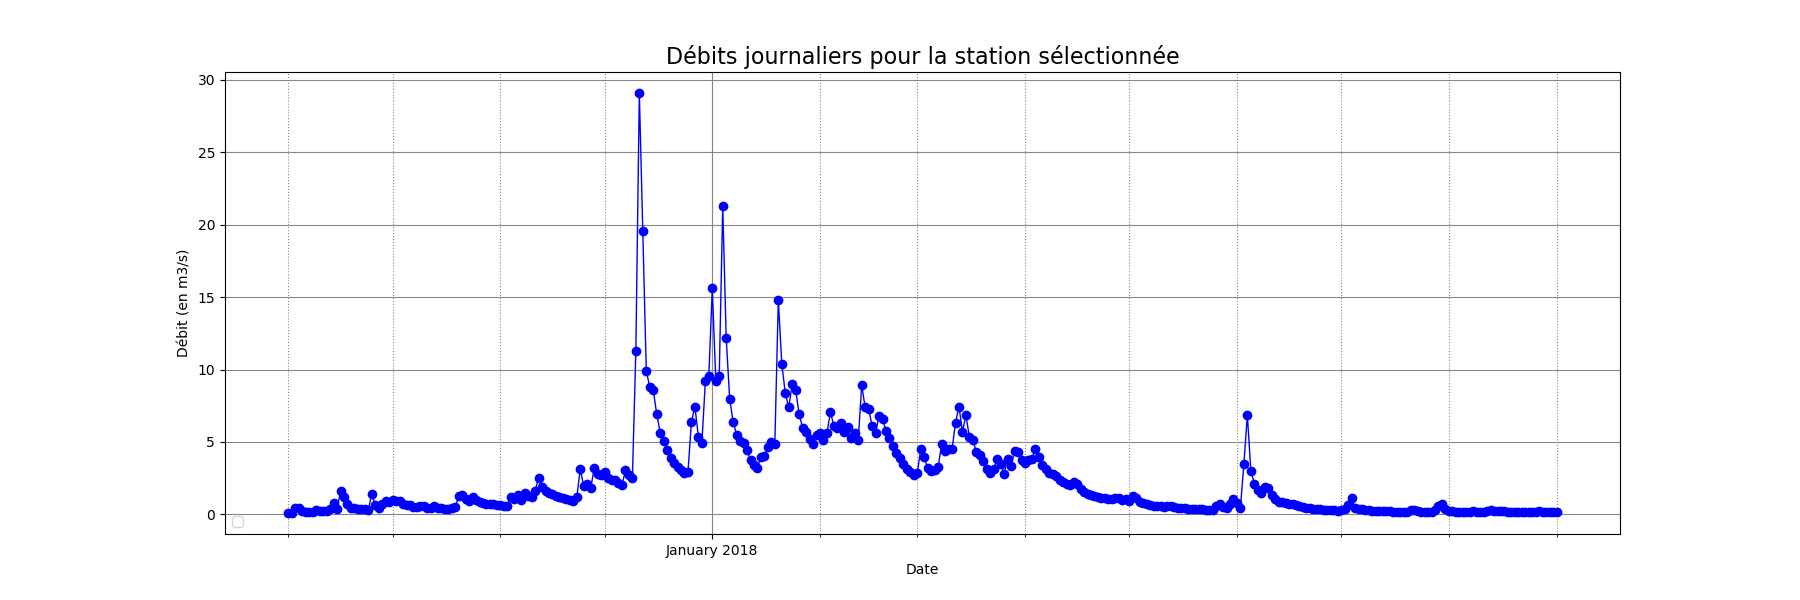 Débits journaliers pour la station sélectionnée
30
25
20
15
10
5
0
Débit (en m3/s)
January 2018
Date